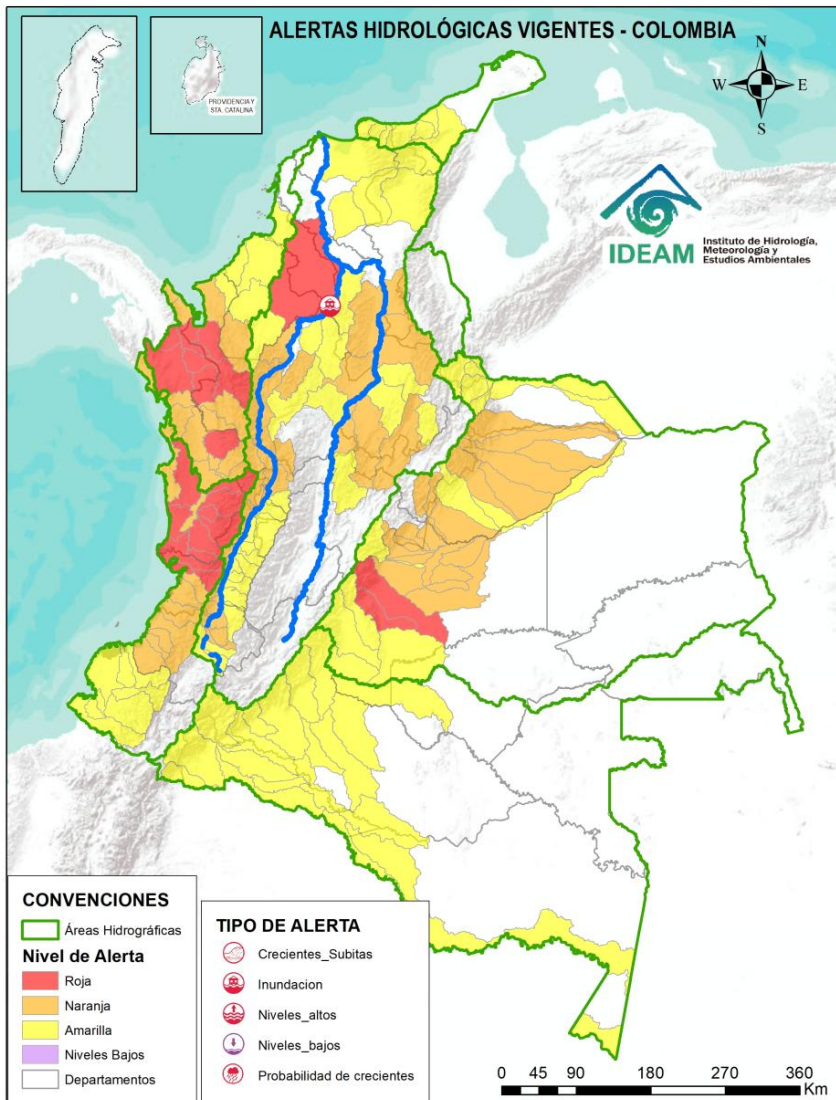 ALERTAS HIDROLÓGICAS VIGENTES - COLOMBIA
PROVIDENCIA Y
STA. CATALINA
N
W
E
S
IDEAM
Instituto de Hidrología,
Meteorología y
Estudios Ambientales
CONVENCIONES
Áreas Hidrográficas
Nivel de Alerta
Roja
Naranja
Amarilla
Niveles Bajos
Departamentos
TIPO DE ALERTA
Crecientes_Subitas
Inundacion
Niveles_altos
Niveles_bajos
Probabilidad de crecientes
0 45 90 180 270 360
Km